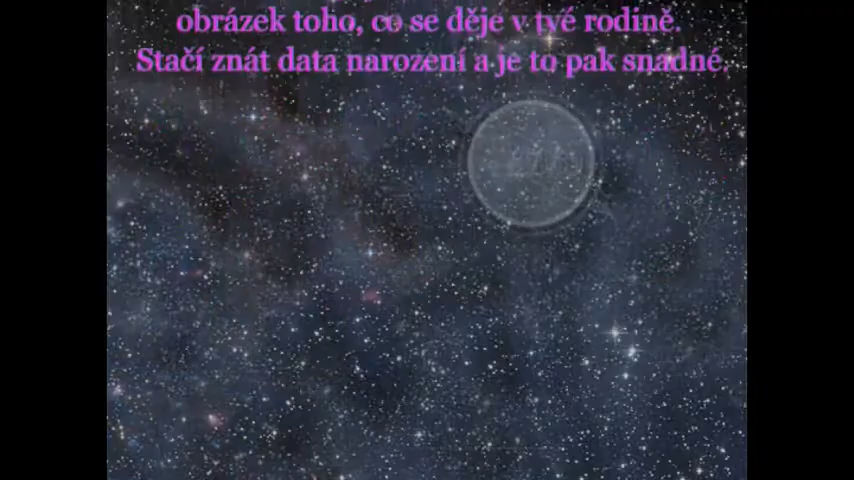 obrázek toho, co se děje v tvé rodině.
Stačí znát data narození a je to pak snadné.